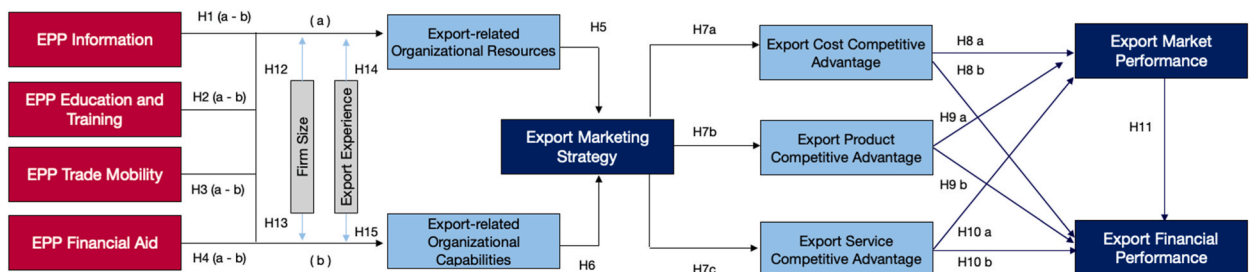 EPP Information
EPP Education and
Training
EPP Trade Mobility
EPP Financial Aid
H1 (a - b)
H2 (a - b)
H3 (a - b)
H4 (a - b)
( a )
( b )
H12
H13
Firm Size
H14
H15
Export Experience
Export-related
Organizational Resources
Export-related
Organizational
Capabilities
H5
H6
Export Marketing
Strategy
H7a
H7b
H7c
Export Cost Competitive
Advantage
Export Product
Competitive Advantage
Export Service
Competitive Advantage
H8 a
H8 b
H9 a
H9 b
H10 a
H10 b
Export Market
Performance
H11
Export Financial
Performance